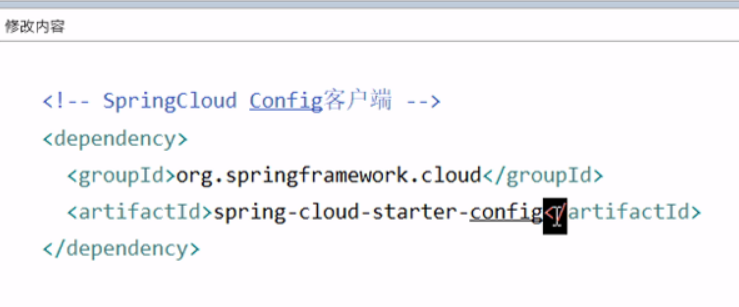 修改内容
<!-- SpringCloud Config客户端 -->
<dependency>
<groupId>org.springframework.cloud</groupId>
<artifactId>spring-cloud-starter-config</artifactId>
</dependency>